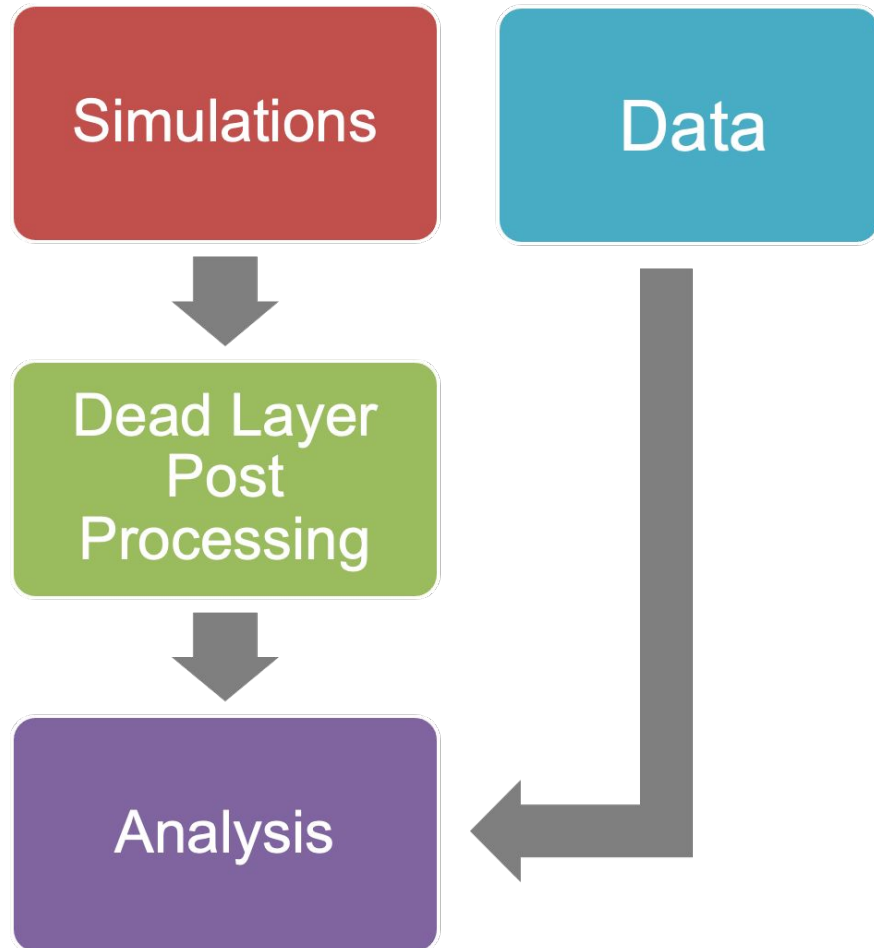 Simulations
Data
Dead Layer
Post
Processing
Analysis